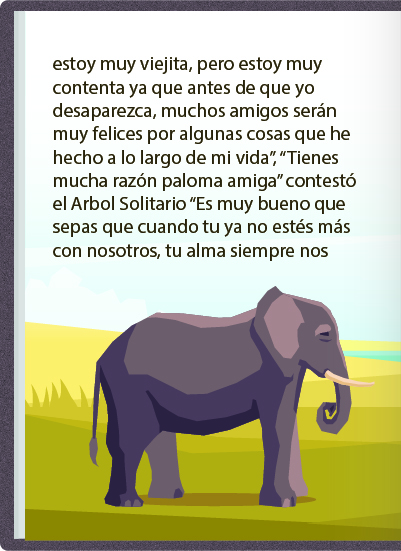 estoy muy viejita, pero estoy muy
contenta ya que antes de que yo
desaparezca, muchos amigos serán
muy felices por algunas cosas que he
hecho a lo largo de mi vida”, “Tienes
mucha razón paloma amiga” contestó
el Arbol Solitario “Es muy bueno que
sepas que cuando tu ya no estés más
con nosotros, tu alma siempre nos